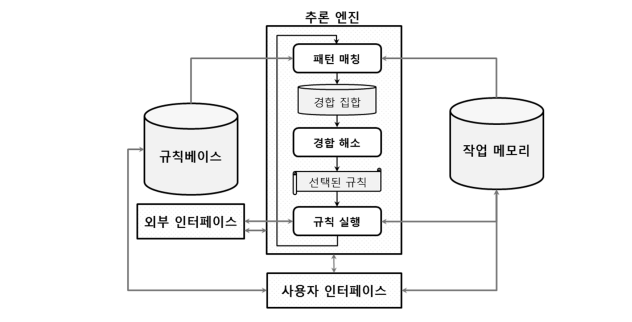 추론 엔진
패턴 매칭
경합 집합
규칙베이스
경합 해소
작업 메모리
선택된 규칙
외부 인터페이스
규칙 실행
사용자 인터페이스